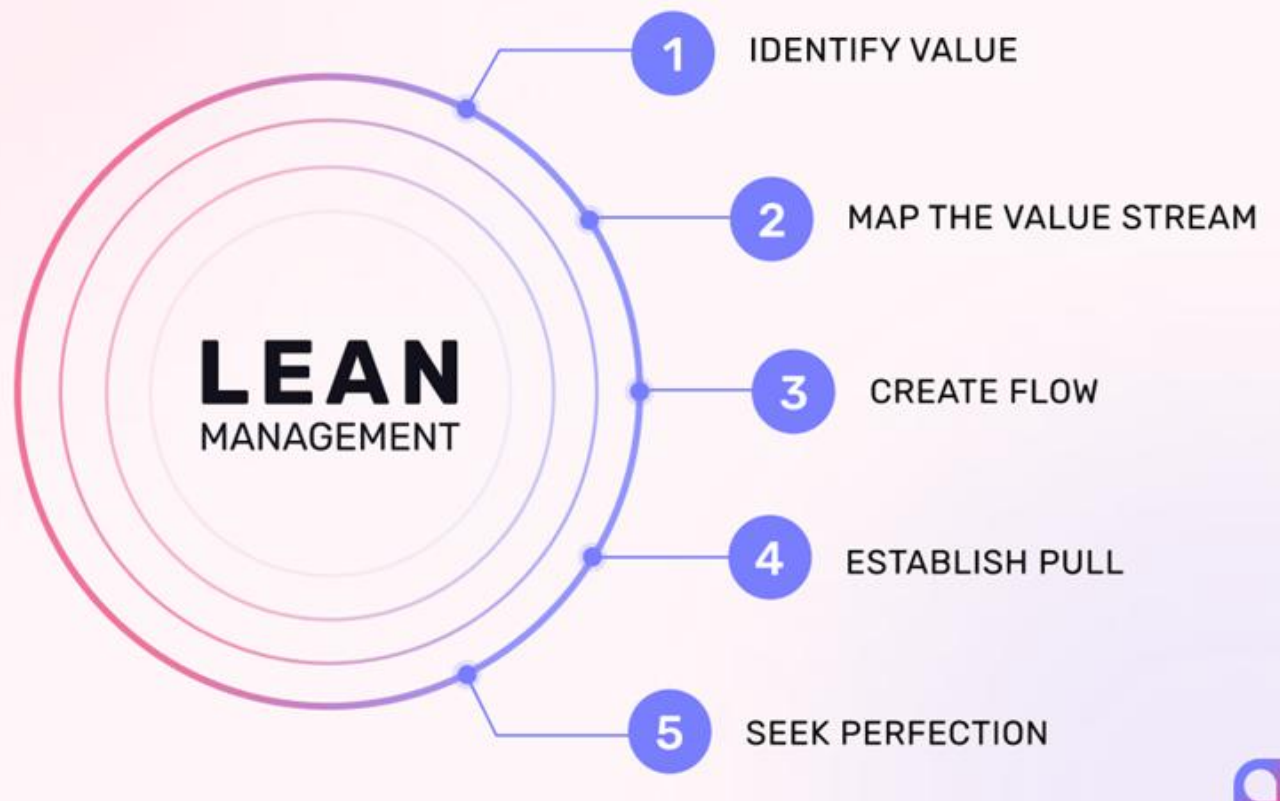 1 IDENTIFY VALUE
2 MAP THE VALUE STREAM
LEAN
MANAGEMENT
3 CREATE FLOW
4 ESTABLISH PULL
5 SEEK PERFECTION